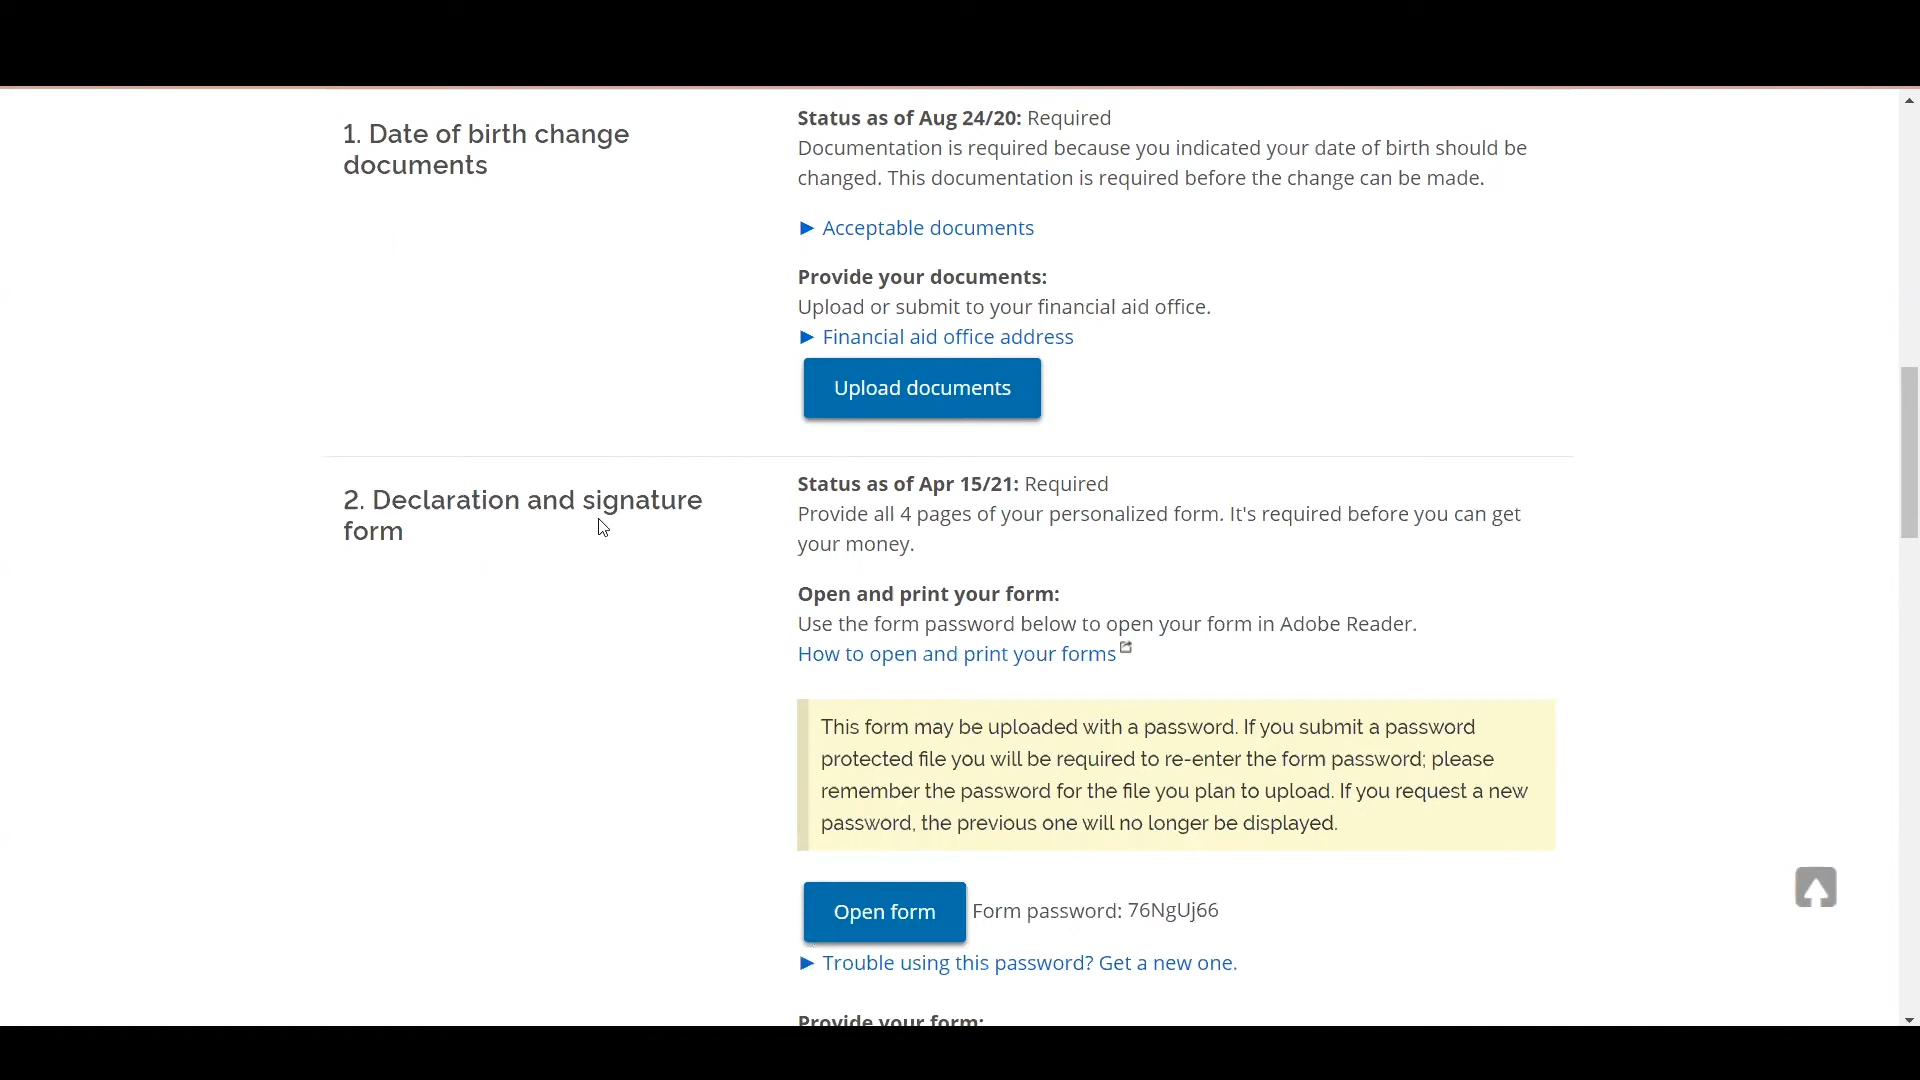 1. Date of birth change
documents
Status as of Aug 24/20: Required
Documentation is required because you indicated your date of birth should be
changed. This documentation is required before the change can be made.
► Acceptable documents
Provide your documents:
Upload or submit to your financial aid office.
► Financial aid office address
Upload documents
2. Declaration and signature
form
Status as of Apr 15/21: Required
Provide all 4 pages of your personalized form. It's required before you can get
your money.
Open and print your form:
Use the form password below to open your form in Adobe Reader.
How to open and print your forms
This form may be uploaded with a password. If you submit a password
protected file you will be required to re-enter the form password; please
remember the password for the file you plan to upload. If you request a new
password, the previous one will no longer be displayed.
Open form
Form password: 76NgUj66
► Trouble using this password? Get a new one.
Provide your form: